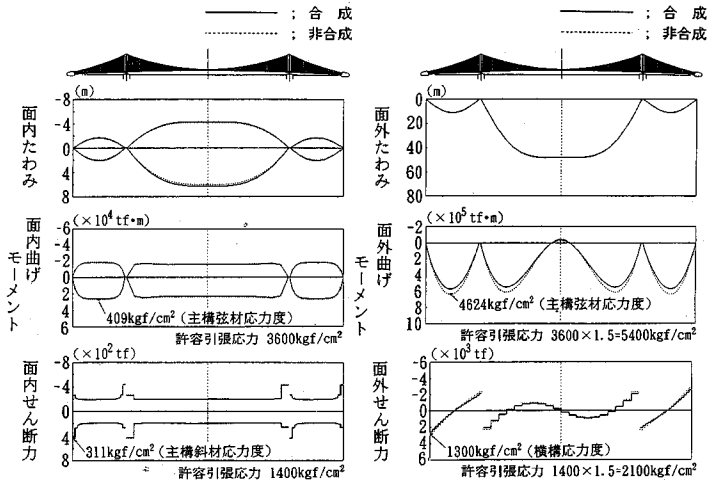 ——— ; 合 成
............ ; 非合成
(m)
-8
-4
0
4
8
面内たわみ
(×10⁴ tf・m)
-6
-4
-2
0
2
4
6
面内曲げ
モーメント
409kgf/cm²(主構弦材応力度)
許容引張応力 3600kgf/cm²
(×10² tf)
-8
-4
0
4
8
面内せん断力
311kgf/cm²(主構斜材応力度)
許容引張応力 1400kgf/cm²
——— ; 合 成
............ ; 非合成
(m)
0
20
40
60
80
面外たわみ
(×10⁵ tf・m)
-2
0
2
4
6
8
10
面外曲げ
モーメント
4624kgf/cm²(主構弦材応力度)
許容引張応力 3600×1.5=5400kgf/cm²
(×10³ tf)
-6
-4
-2
0
2
4
6
面外せん断力
1300kgf/cm²(横構応力度)
許容引張応力 1400×1.5=2100kgf/cm²